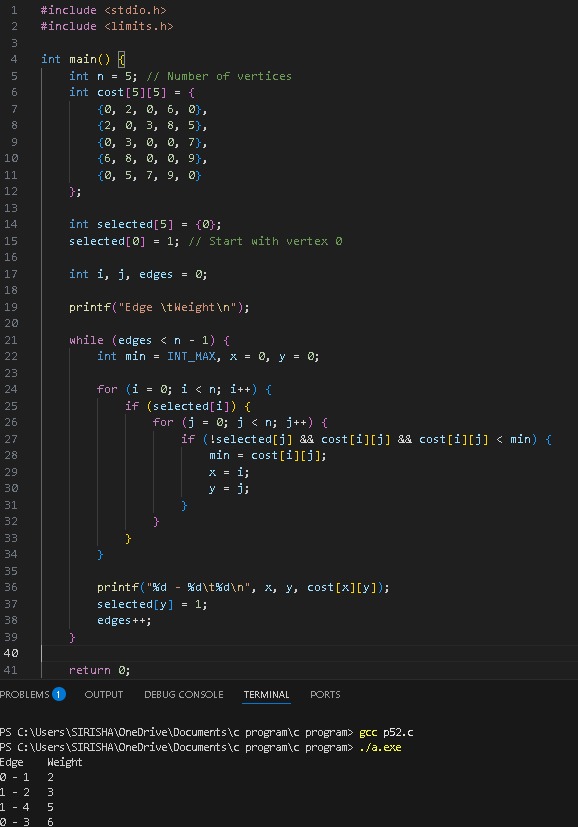 1 #include <stdio.h>
2 #include <limits.h>
3
4 int main() {
5 int n = 5; // Number of vertices
6 int cost[5][5] = {
7 {0, 2, 0, 6, 0},
8 {2, 0, 3, 8, 5},
9 {0, 3, 0, 0, 7},
10 {6, 8, 0, 0, 9},
11 {0, 5, 7, 9, 0}
12 };
13
14 int selected[5] = {0};
15 selected[0] = 1; // Start with vertex 0
16
17 int i, j, edges = 0;
18
19 printf("Edge \tWeight\n");
20
21 while (edges < n - 1) {
22 int min = INT_MAX, x = 0, y = 0;
23
24 for (i = 0; i < n; i++) {
25 if (selected[i]) {
26 for (j = 0; j < n; j++) {
27 if (!selected[j] && cost[i][j] && cost[i][j] < min) {
28 min = cost[i][j];
29 x = i;
30 y = j;
31 }
32 }
33 }
34 }
35
36 printf("%d - %d\t%d\n", x, y, cost[x][y]);
37 selected[y] = 1;
38 edges++;
39 }
40
41 return 0;
PROBLEMS 1 OUTPUT DEBUG CONSOLE TERMINAL PORTS
PS C:\Users\SIRISHA\OneDrive\Documents\c program\c program> gcc p52.c
PS C:\Users\SIRISHA\OneDrive\Documents\c program\c program> ./a.exe
Edge Weight
0 - 1 2
1 - 2 3
1 - 4 5
0 - 3 6